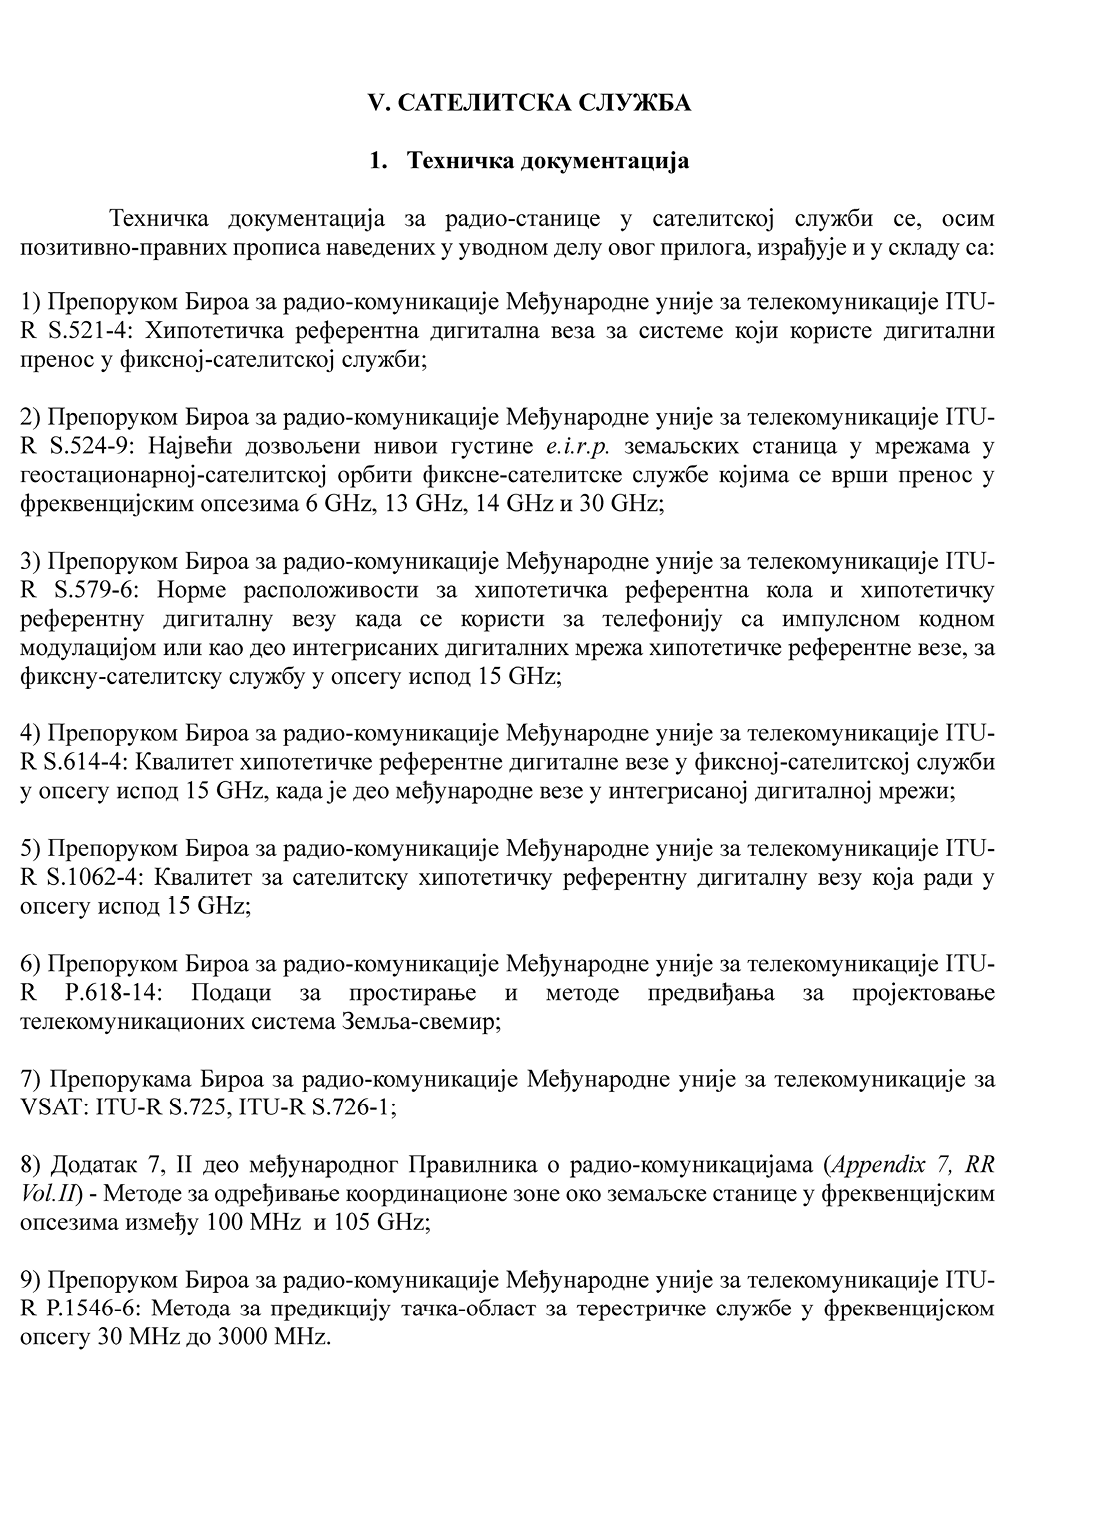 V. САТЕЛИТСКА СЛУЖБА
1. Техничка документација
Техничка документација за радио-станице у сателитској служби се, осим
позитивно-правних прописа наведених у уводном делу овог прилога, израђује и у складу са:
1) Препоруком Бироа за радио-комуникације Међународне уније за телекомуникације ITU-
R S.521-4: Хипотетичка референтна дигитална веза за системе који користе дигитални
пренос у фиксној-сателитској служби;
2) Препоруком Бироа за радио-комуникације Међународне уније за телекомуникације ITU-
R S.524-9: Највећи дозвољени нивои густине e.i.r.p. земаљских станица у мрежама у
геостационарној-сателитској орбити фиксне-сателитске службе којима се врши пренос у
фреквенцијским опсезима 6 GHz, 13 GHz, 14 GHz и 30 GHz;
3) Препоруком Бироа за радио-комуникације Међународне уније за телекомуникације ITU-
R S.579-6: Норме расположивости за хипотетичка референтна кола и хипотетичку
референтну дигиталну везу када се користи за телефонију са импулсном кодном
модулацијом или као део интегрисаних дигиталних мрежа хипотетичке референтне везе, за
фиксну-сателитску службу у опсегу испод 15 GHz;
4) Препоруком Бироа за радио-комуникације Међународне уније за телекомуникације ITU-
R S.614-4: Квалитет хипотетичке референтне дигиталне везе у фиксној-сателитској служби
у опсегу испод 15 GHz, када је део међународне везе у интегрисаној дигиталној мрежи;
5) Препоруком Бироа за радио-комуникације Међународне уније за телекомуникације ITU-
R S.1062-4: Квалитет за сателитску хипотетичку референтну дигиталну везу која ради у
опсегу испод 15 GHz;
6) Препоруком Бироа за радио-комуникације Међународне уније за телекомуникације ITU-
R P.618-14: Подаци за простирање и методе предвиђања за пројектовање
телекомуникационих система Земља-свемир;
7) Препорукама Бироа за радио-комуникације Међународне уније за телекомуникације за
VSAT: ITU-R S.725, ITU-R S.726-1;
8) Додатак 7, II део међународног Правилника о радио-комуникацијама (Appendix 7, RR
Vol.II) - Методе за одређивање координационе зоне око земаљске станице у фреквенцијским
опсезима између 100 MHz и 105 GHz;
9) Препоруком Бироа за радио-комуникације Међународне уније за телекомуникације ITU-
R P.1546-6: Метода за предикцију тачка-област за терестричке службе у фреквенцијском
опсегу 30 MHz до 3000 MHz.